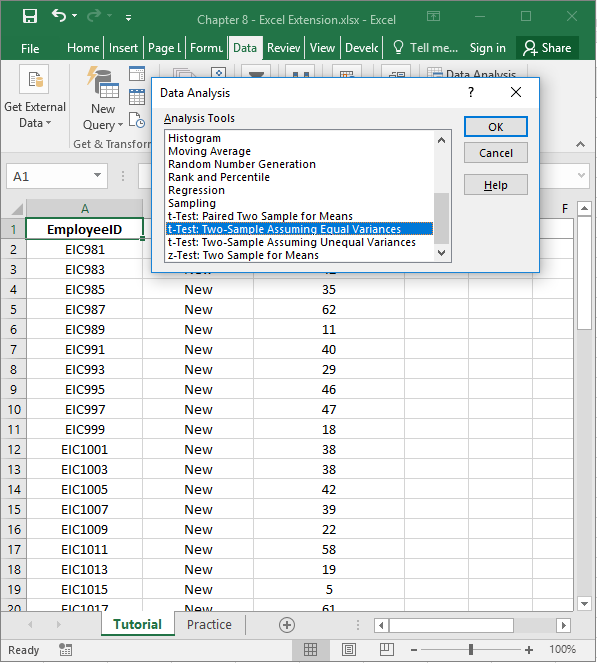 Chapter 8 - Excel Extension.xlsx - Excel
File Home Insert Page L Formu Data Review View Develoc Tell me... Sign in Share
Get External Data
New Query
Get & Transform
Data Analysis
Data Analysis
Analysis Tools
Histogram
Moving Average
Random Number Generation
Rank and Percentile
Regression
Sampling
t-Test: Paired Two Sample for Means
t-Test: Two-Sample Assuming Equal Variances
t-Test: Two-Sample Assuming Unequal Variances
z-Test: Two Sample for Means
OK
Cancel
Help
A1
A F
1 EmployeeID
2 EIC981
3 EIC983 New
4 EIC985 New 35
5 EIC987 New 62
6 EIC989 New 11
7 EIC991 New 40
8 EIC993 New 29
9 EIC995 New 46
10 EIC997 New 47
11 EIC999 New 18
12 EIC1001 New 38
13 EIC1003 New 38
14 EIC1005 New 42
15 EIC1007 New 39
16 EIC1009 New 22
17 EIC1011 New 58
18 EIC1013 New 19
19 EIC1015 New 5
20 EIC1017 New 61
Tutorial Practice
Ready 100%